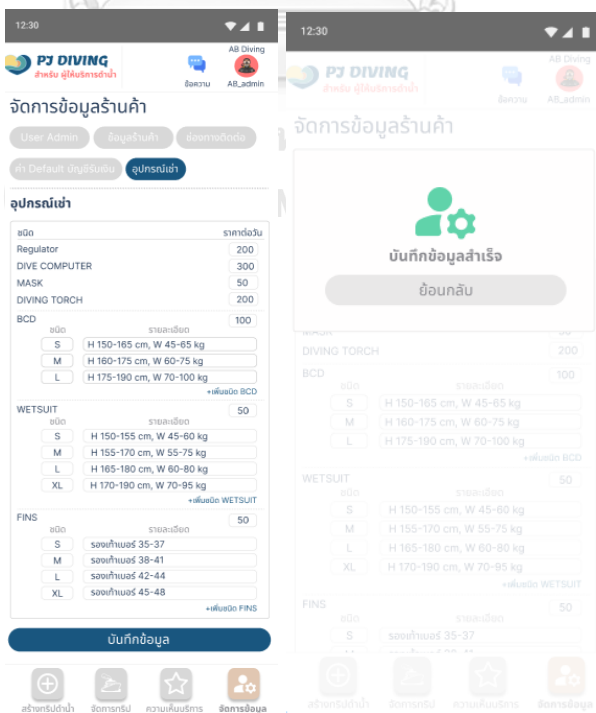 12:30
PJ DIVING
สำหรับ ผู้ให้บริการดำน้ำ
ข้อความ
AB Diving
AB_admin
จัดการข้อมูลร้านค้า
User Admin
ข้อมูลร้านค้า
ช่องทางติดต่อ
ค่า Default บัญชีรับเงิน
อุปกรณ์เช่า
อุปกรณ์เช่า
ชนิด ราคาต่อวัน
Regulator 200
DIVE COMPUTER 300
MASK 50
DIVING TORCH 200
BCD 100
ชนิด รายละเอียด
S H 150-165 cm, W 45-65 kg
M H 160-175 cm, W 60-75 kg
L H 175-190 cm, W 70-100 kg
+เพิ่มชนิด BCD
WETSUIT 50
ชนิด รายละเอียด
S H 150-155 cm, W 45-60 kg
M H 155-170 cm, W 55-75 kg
L H 165-180 cm, W 60-80 kg
XL H 170-190 cm, W 70-95 kg
+เพิ่มชนิด WETSUIT
FINS 50
ชนิด รายละเอียด
S รองเท้าเบอร์ 35-37
M รองเท้าเบอร์ 38-41
L รองเท้าเบอร์ 42-44
XL รองเท้าเบอร์ 45-48
+เพิ่มชนิด FINS
บันทึกข้อมูล
สร้างทริปดำน้ำ
จัดการทริป
ความเห็นบริการ
จัดการข้อมูล
12:30
PJ DIVING
สำหรับ ผู้ให้บริการดำน้ำ
ข้อความ
AB Diving
AB_admin
จัดการข้อมูลร้านค้า
บันทึกข้อมูลสำเร็จ
ย้อนกลับ
MASK 50
DIVING TORCH 200
BCD 100
ชนิด รายละเอียด
S H 150-165 cm, W 45-65 kg
M H 160-175 cm, W 60-75 kg
L H 175-190 cm, W 70-100 kg
+เพิ่มชนิด BCD
WETSUIT 50
ชนิด รายละเอียด
S H 150-155 cm, W 45-60 kg
M H 155-170 cm, W 55-75 kg
L H 165-180 cm, W 60-80 kg
XL H 170-190 cm, W 70-95 kg
+เพิ่มชนิด WETSUIT
FINS 50
ชนิด รายละเอียด
S รองเท้าเบอร์ 35-37
สร้างทริปดำน้ำ
จัดการทริป
ความเห็นบริการ
จัดการข้อมูล